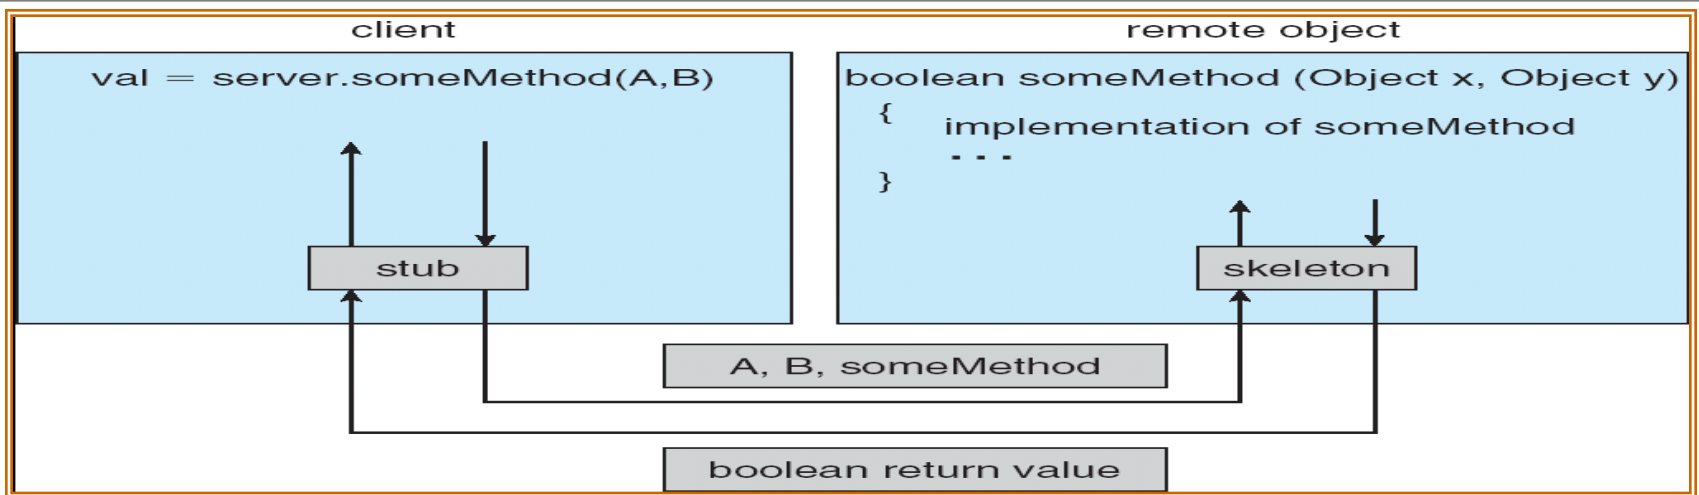 client
val = server.someMethod(A,B)
stub
remote object
boolean someMethod (Object x, Object y)
{
implementation of someMethod
. . .
}
skeleton
A, B, someMethod
boolean return value